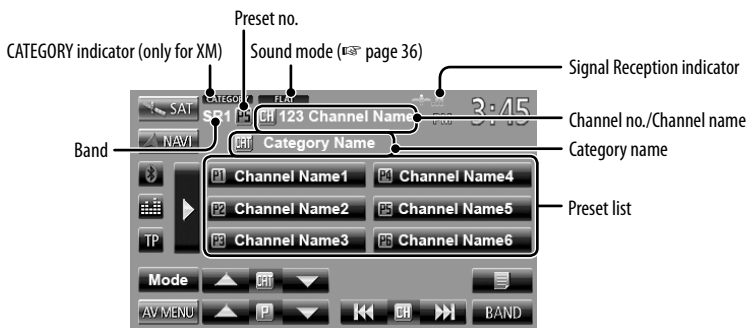 Preset no.
CATEGORY indicator (only for XM)
Sound mode (☞ page 36)
Signal Reception indicator
Channel no./Channel name
Category name
Band
Preset list
SAT
CATEGORY
FLAT
SR1 P5 CH 123 Channel Name
PM 3:45
NAVI
CAT Category Name
P1 Channel Name1
P4 Channel Name4
P2 Channel Name2
P5 Channel Name5
TP
P3 Channel Name3
P6 Channel Name6
Mode
CAT
AV MENU
P
CH
BAND